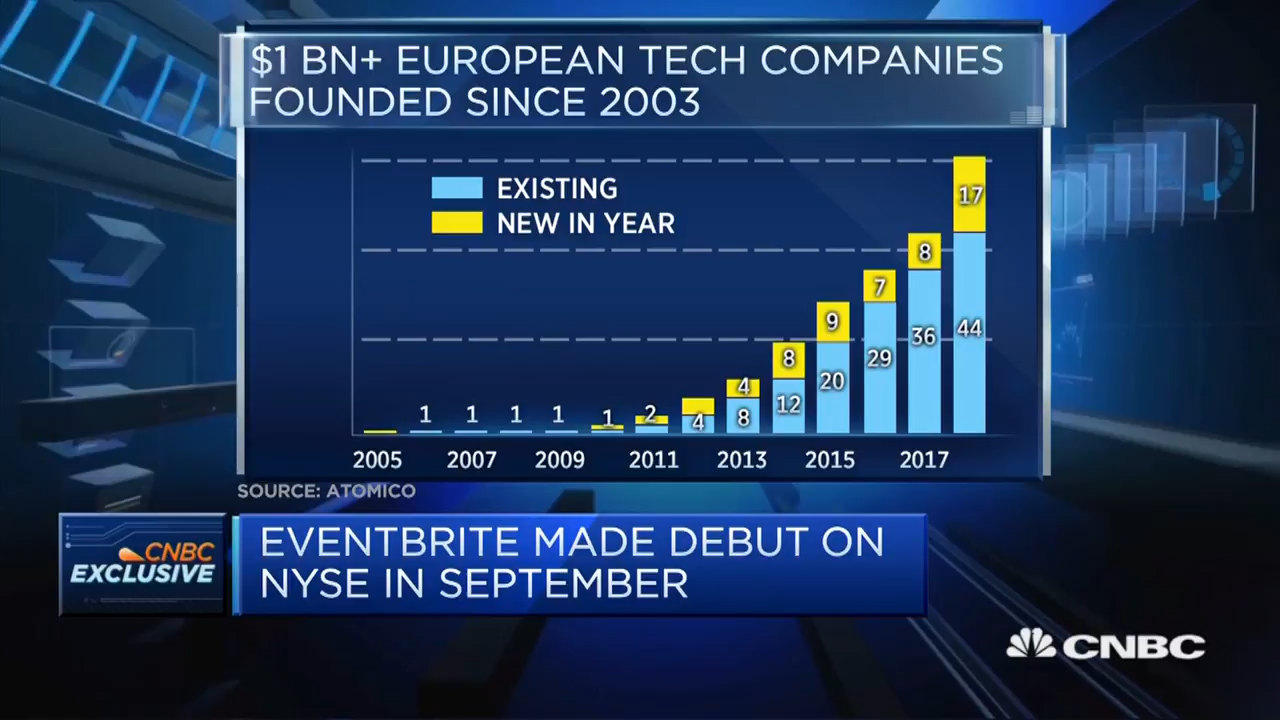 $1 BN+ EUROPEAN TECH COMPANIES
FOUNDED SINCE 2003
EXISTING
NEW IN YEAR
17
8
44
7
36
9
29
8
20
4
12
8
4
2
1
1
1
1
1
2005 2007 2009 2011 2013 2015 2017
SOURCE: ATOMICO
CNBC
EXCLUSIVE
EVENTBRITE MADE DEBUT ON
NYSE IN SEPTEMBER
CNBC